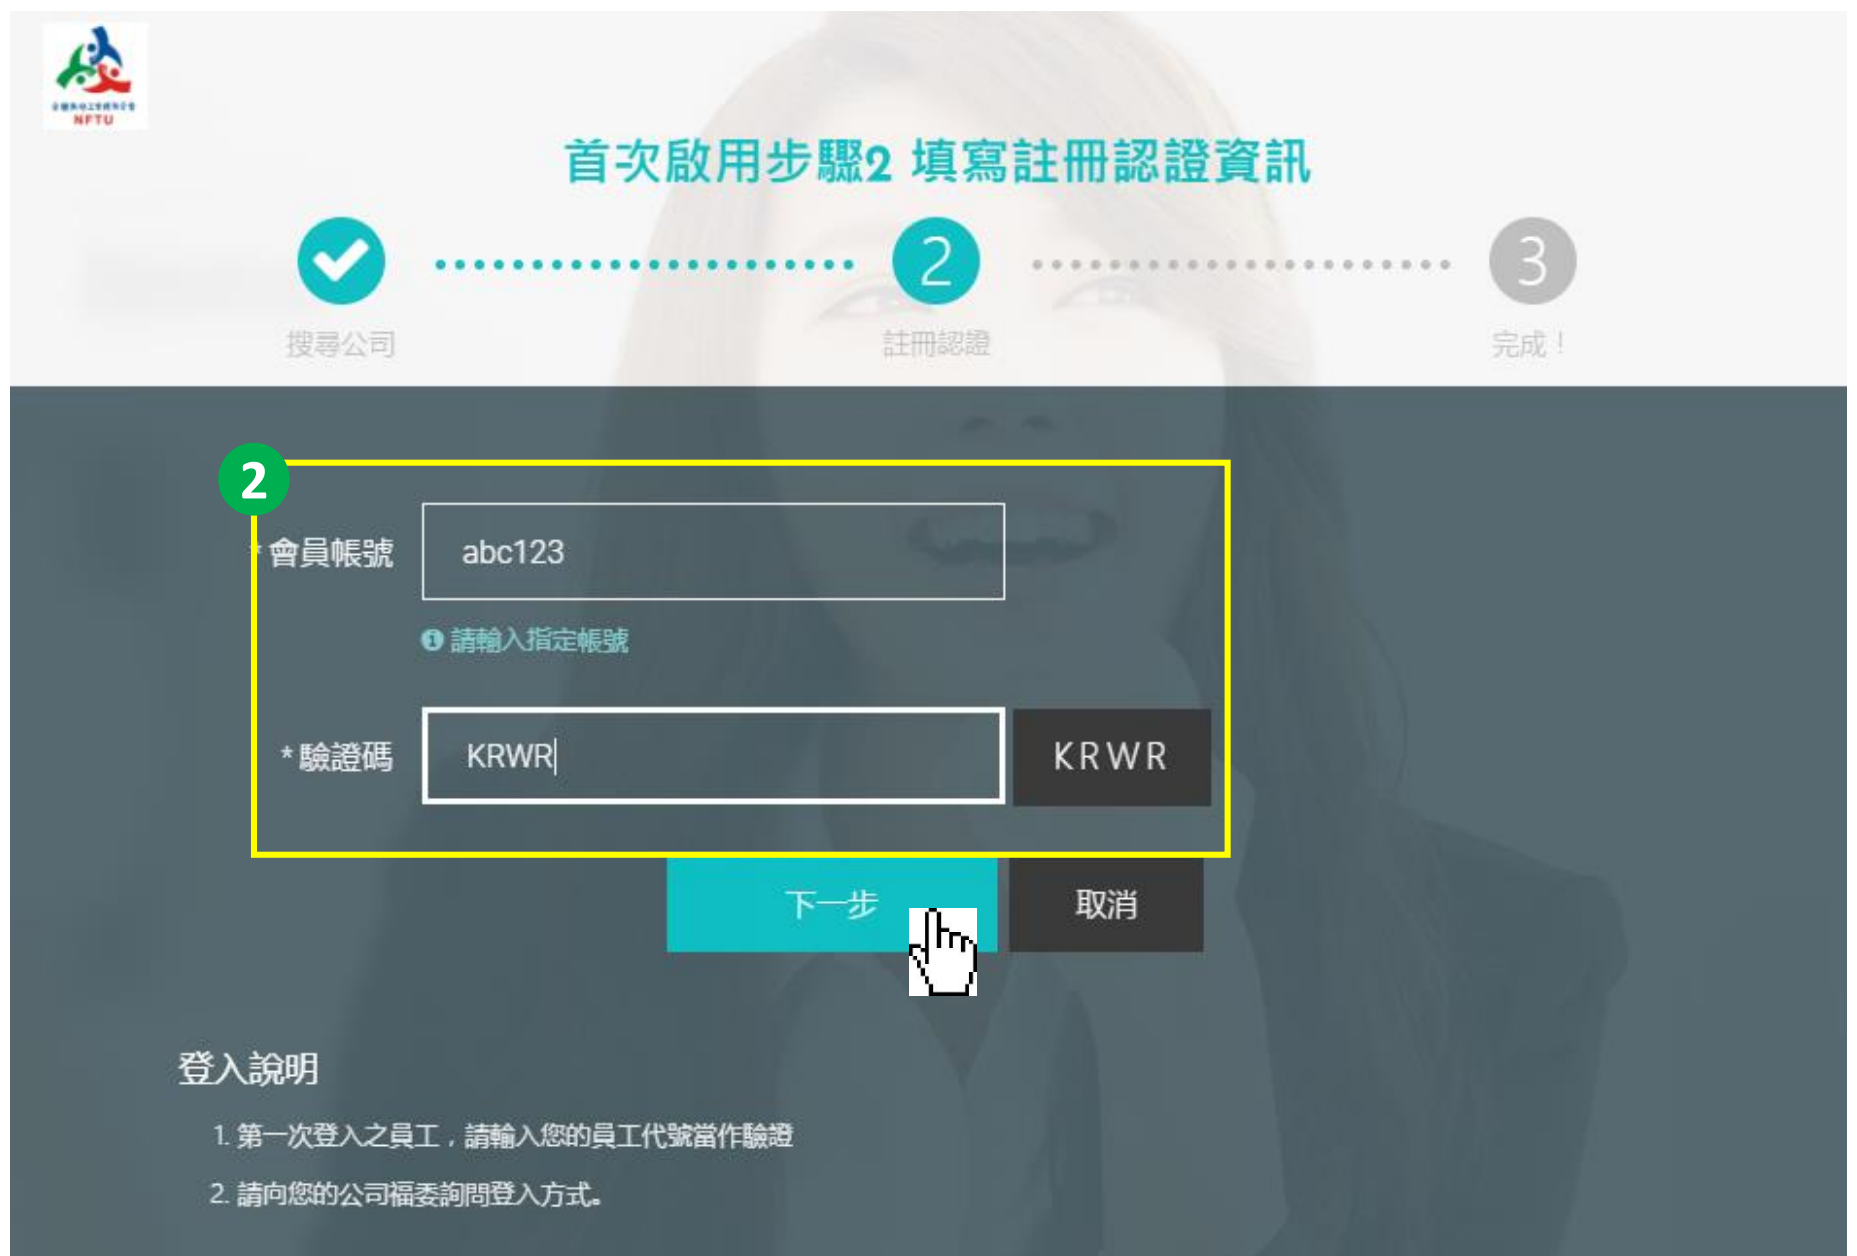 NFTU
首次啟用步驟2 填寫註冊認證資訊
2
3
搜尋公司
註冊認證
完成！
2
*會員帳號
abc123
請輸入指定帳號
*驗證碼
KRWR
KRWR
下一步
取消
登入說明
1. 第一次登入之員工，請輸入您的員工代號當作驗證
2. 請向您的公司福委詢問登入方式。